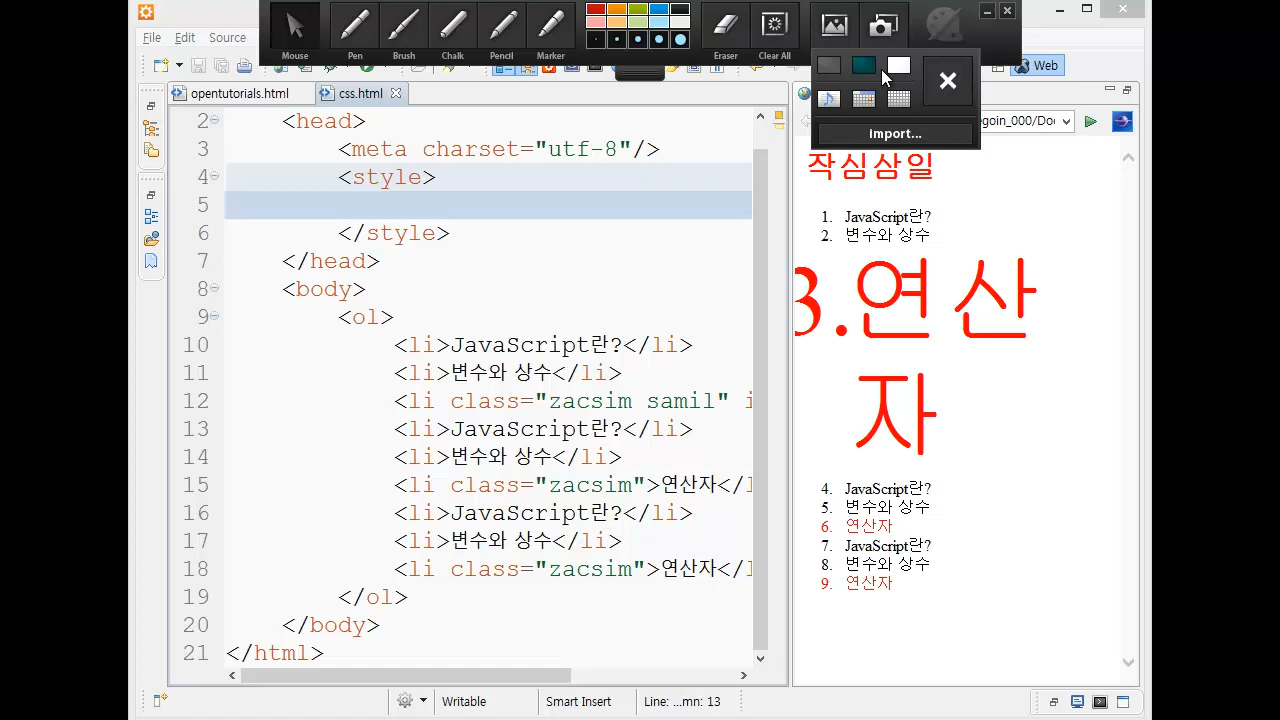 Mouse Pen Brush Chalk Pencil Marker Eraser Clear All
File Edit Source
Web
Import...
opentutorials.html css.html
egoin_000/Do
2 <head>
3 <meta charset="utf-8"/>
4 <style>
5
6 </style>
7 </head>
8 <body>
9 <ol>
10 <li>JavaScript란?</li>
11 <li>변수와 상수</li>
12 <li class="zacsim samil" i
13 <li>JavaScript란?</li>
14 <li>변수와 상수</li>
15 <li class="zacsim">연산자</l
16 <li>JavaScript란?</li>
17 <li>변수와 상수</li>
18 <li class="zacsim">연산자</l
19 </ol>
20 </body>
21 </html>
작심삼일
1. JavaScript란?
2. 변수와 상수
3. 연산
자
4. JavaScript란?
5. 변수와 상수
6. 연산자
7. JavaScript란?
8. 변수와 상수
9. 연산자
Writable Smart Insert Line: ...mn: 13